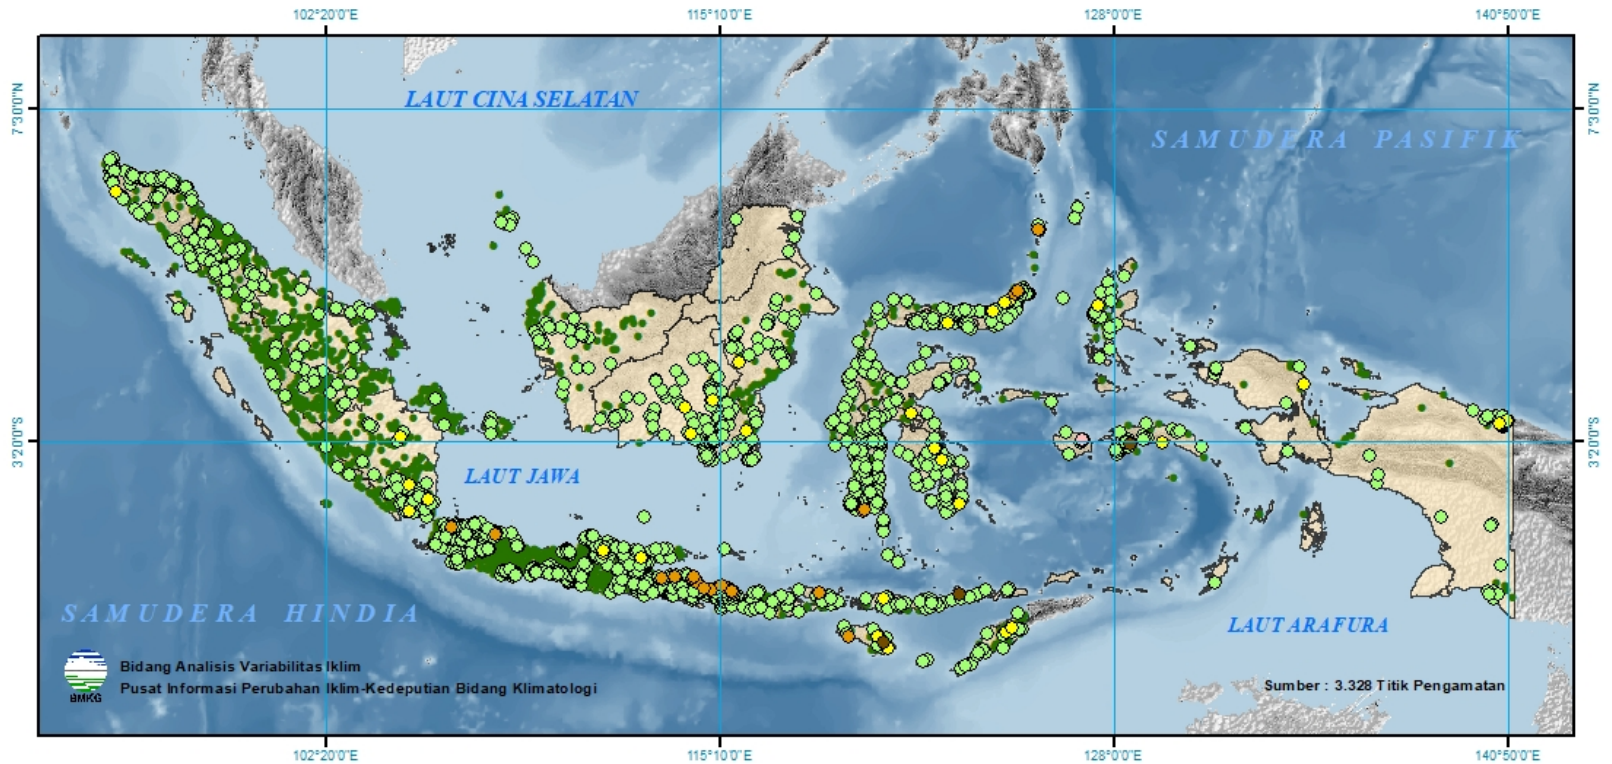 102°20'0"E 115°10'0"E 128°0'0"E 140°50'0"E
7°30'0"N 7°30'0"N
LAUT CINA SELATAN
SAMUDERA PASIFIK
3°20'0"S 3°20'0"S
LAUT JAWA
SAMUDERA HINDIA
LAUT ARAFURA
BMKG
Bidang Analisis Variabilitas Iklim
Pusat Informasi Perubahan Iklim-Kedeputian Bidang Klimatologi
Sumber : 3.328 Titik Pengamatan
102°20'0"E 115°10'0"E 128°0'0"E 140°50'0"E